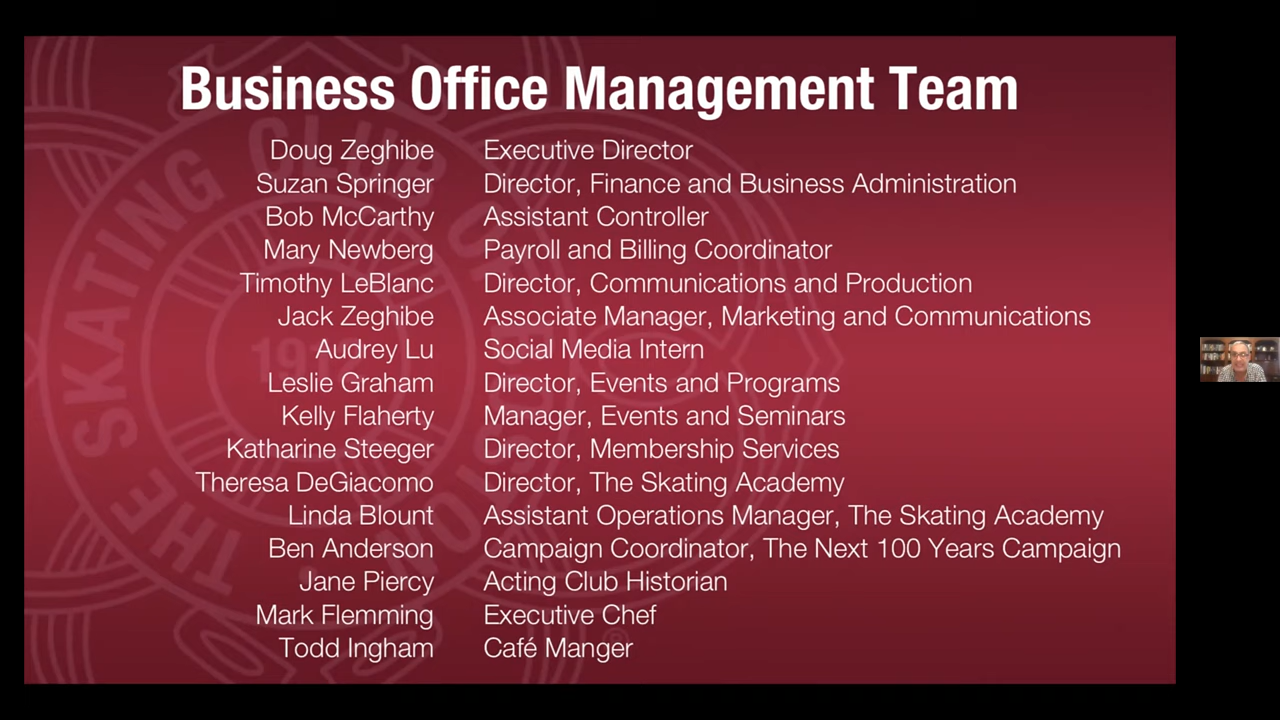 Business Office Management Team
Doug Zeghibe Executive Director
Suzan Springer Director, Finance and Business Administration
Bob McCarthy Assistant Controller
Mary Newberg Payroll and Billing Coordinator
Timothy LeBlanc Director, Communications and Production
Jack Zeghibe Associate Manager, Marketing and Communications
Audrey Lu Social Media Intern
Leslie Graham Director, Events and Programs
Kelly Flaherty Manager, Events and Seminars
Katharine Steeger Director, Membership Services
Theresa DeGiacomo Director, The Skating Academy
Linda Blount Assistant Operations Manager, The Skating Academy
Ben Anderson Campaign Coordinator, The Next 100 Years Campaign
Jane Piercy Acting Club Historian
Mark Flemming Executive Chef
Todd Ingham Café Manger
THE SKATING CLUB